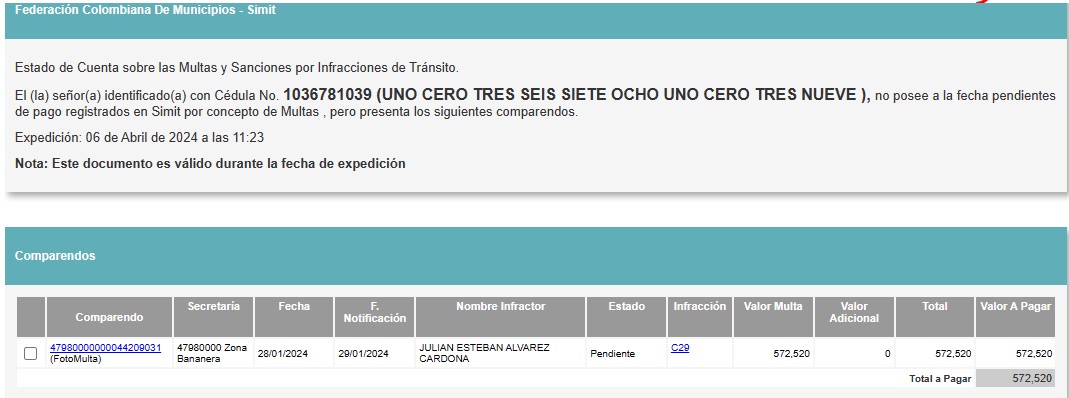 Federación Colombiana De Municipios - Simit
Estado de Cuenta sobre las Multas y Sanciones por Infracciones de Tránsito.
El (la) señor(a) identificado(a) con Cédula No. 1036781039 (UNO CERO TRES SEIS SIETE OCHO UNO CERO TRES NUEVE ), no posee a la fecha pendientes
de pago registrados en Simit por concepto de Multas , pero presenta los siguientes comparendos.
Expedición: 06 de Abril de 2024 a las 11:23
Nota: Este documento es válido durante la fecha de expedición
Comparendos
Comparendo Secretaría Fecha F. Notificación Nombre Infractor Estado Infracción Valor Multa Valor Adicional Total Valor A Pagar
47980000000044209031 (FotoMulta) 47980000 Zona Bananera 28/01/2024 29/01/2024 JULIAN ESTEBAN ALVAREZ CARDONA Pendiente C29 572,520 0 572,520 572,520
Total a Pagar 572,520